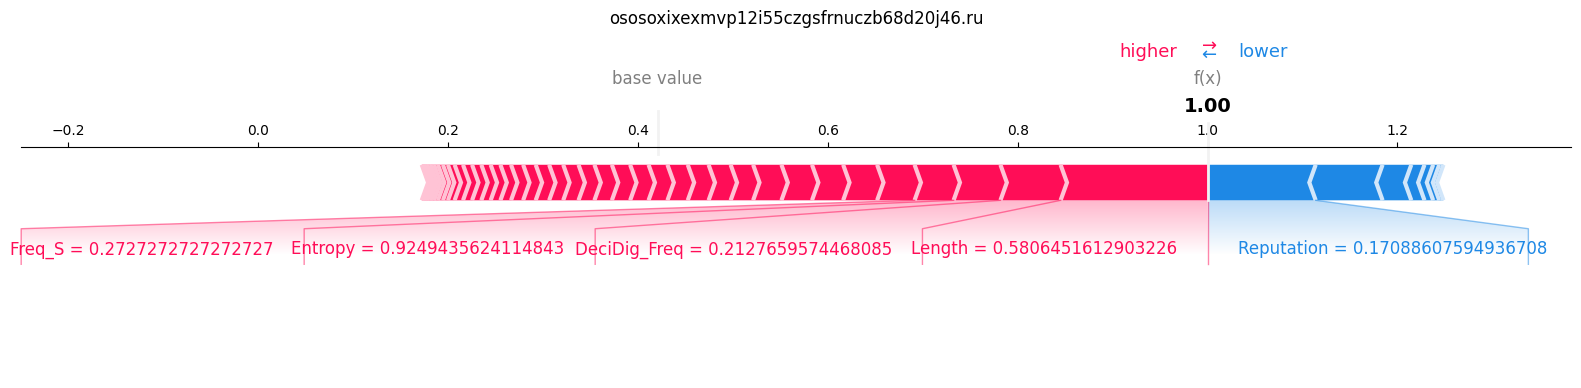 ososoxixexmvp12i55czgsfrnuczb68d20j46.ru
higher ⇄ lower
base value f(x)
1.00
−0.2 0.0 0.2 0.4 0.6 0.8 1.0 1.2
Freq_S = 0.2727272727272727 Entropy = 0.9249435624114843 DeciDig_Freq = 0.2127659574468085 Length = 0.5806451612903226 Reputation = 0.17088607594936708